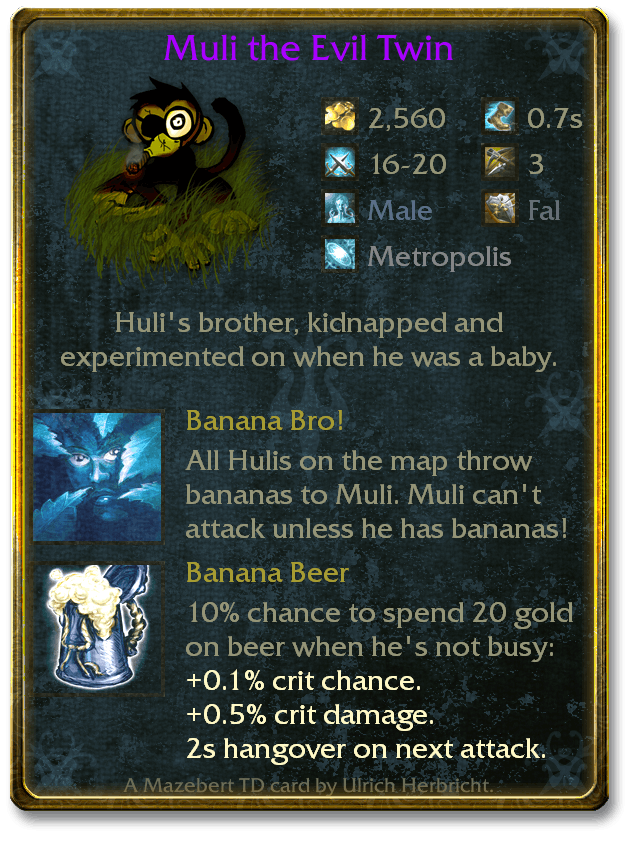 Muli the Evil Twin
2,560 0.7s
16-20 3
Male Fal
Metropolis
Huli's brother, kidnapped and
experimented on when he was a baby.
Banana Bro!
All Hulis on the map throw
bananas to Muli. Muli can't
attack unless he has bananas!
Banana Beer
10% chance to spend 20 gold
on beer when he's not busy:
+0.1% crit chance.
+0.5% crit damage.
2s hangover on next attack.
A Mazebert TD card by Ulrich Herbricht.